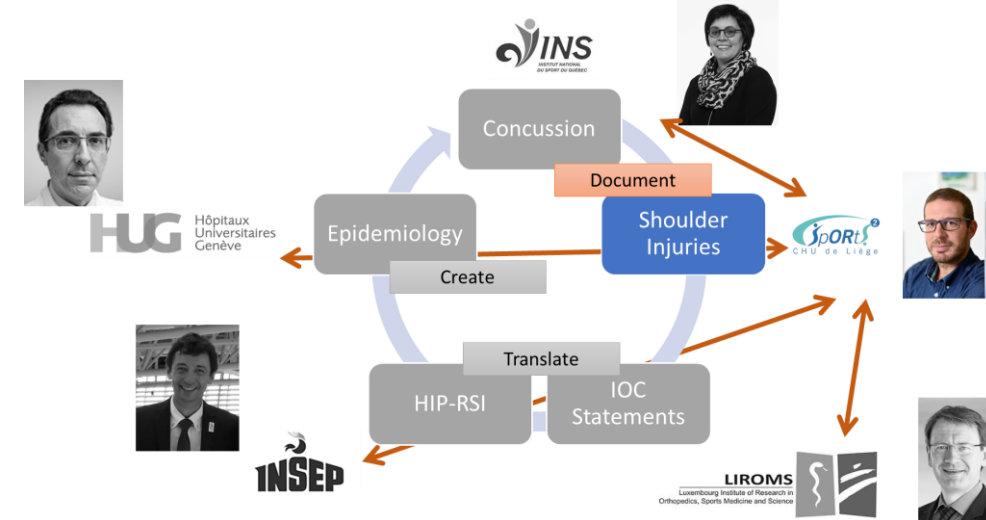 INS
INSTITUT NATIONAL
DU SPORT DU QUÉBEC
Concussion
Document
HUG
Hôpitaux
Universitaires
Genève
Epidemiology
Shoulder
Injuries
SpORtS²
CHU de Liège
Create
Translate
HIP-RSI
IOC
Statements
INSEP
LIROMS
Luxembourg Institute of Research in
Orthopedics, Sports Medicine and Science